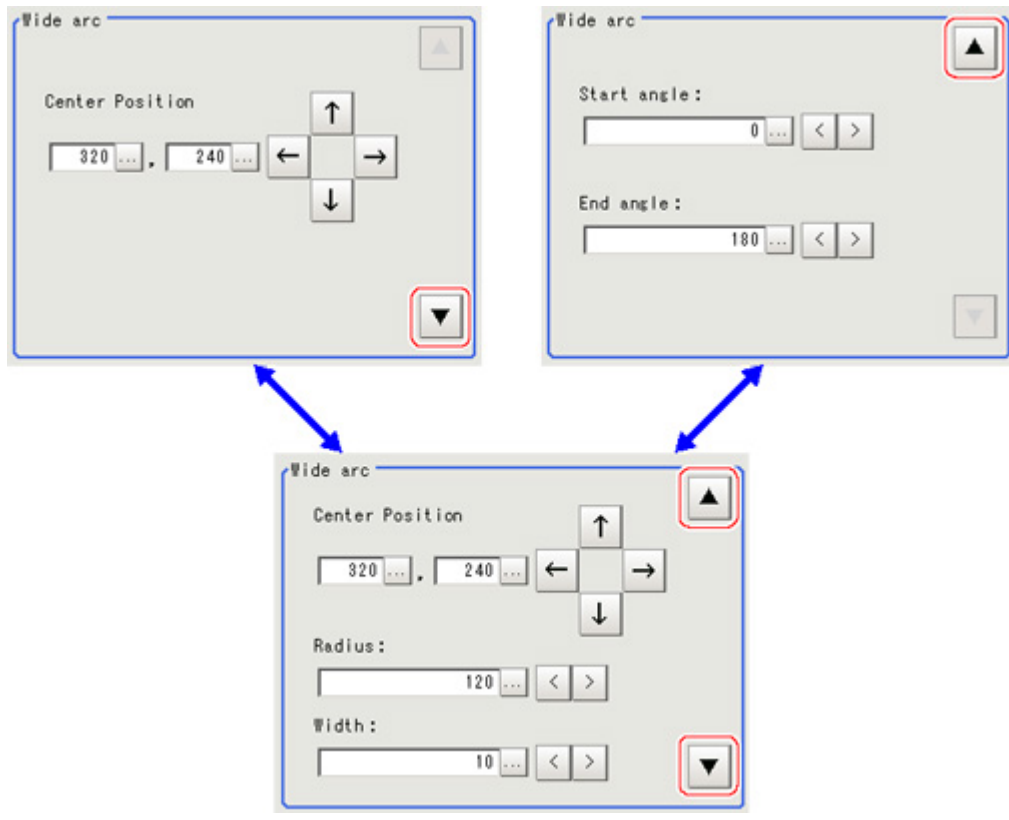 Wide arc
▲
Center Position
↑
320 ... , 240 ... ← →
↓
▼
Wide arc
▲
Start angle:
0 ... < >
End angle:
180 ... < >
▼
Wide arc
▲
Center Position
↑
320 ... , 240 ... ← →
↓
Radius:
120 ... < >
Width:
10 ... < >
▼